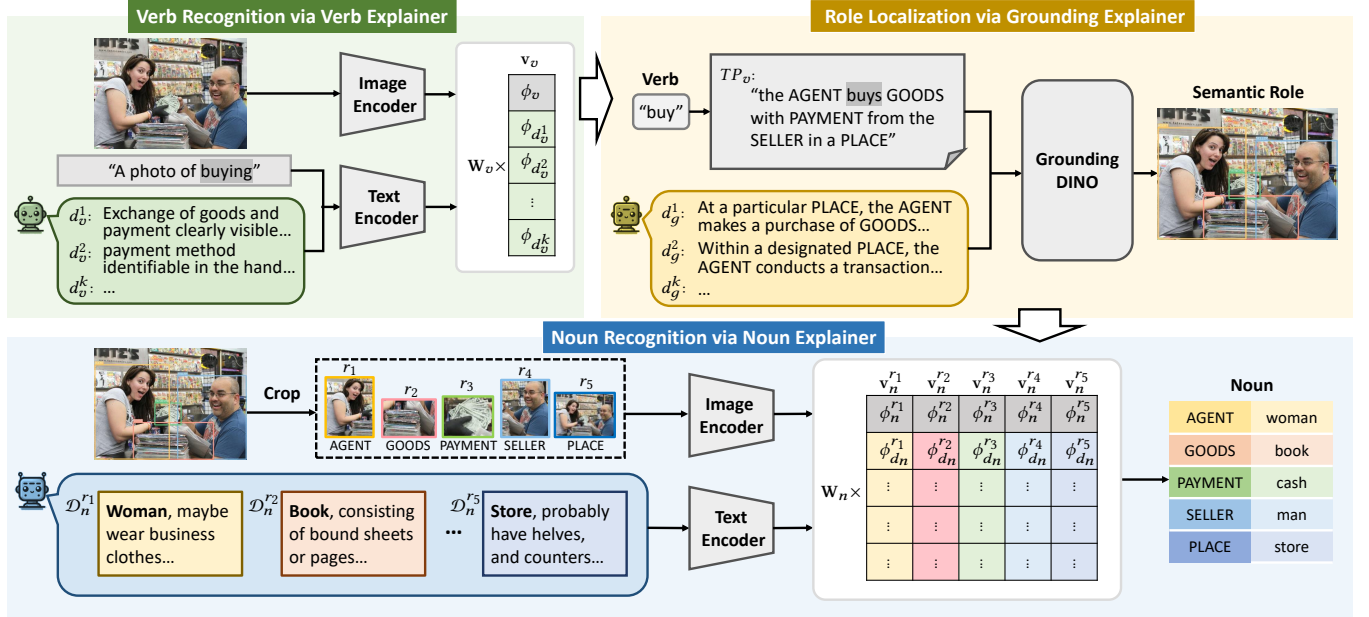 Verb Recognition via Verb Explainer
Image
Encoder
"A photo of buying"
Text
Encoder
d_v^1: Exchange of goods and
payment clearly visible...
d_v^2: payment method
identifiable in the hand...
d_v^k: ...
v_v
W_v×
ϕ_v
ϕ_{d_v^1}
ϕ_{d_v^2}
⋮
ϕ_{d_v^k}
Role Localization via Grounding Explainer
Verb
"buy"
TP_v:
"the AGENT buys GOODS
with PAYMENT from the
SELLER in a PLACE"
d_g^1: At a particular PLACE, the AGENT
makes a purchase of GOODS...
d_g^2: Within a designated PLACE, the
AGENT conducts a transaction...
d_g^k: ...
Grounding
DINO
Semantic Role
Noun Recognition via Noun Explainer
Crop
r_1 r_2 r_3 r_4 r_5
AGENT GOODS PAYMENT SELLER PLACE
Image
Encoder
D_n^{r_1} Woman, maybe
wear business
clothes...
D_n^{r_2} Book, consisting
of bound sheets
or pages...
...
D_n^{r_5} Store, probably
have helves,
and counters...
Text
Encoder
W_n×
v_n^{r_1} v_n^{r_2} v_n^{r_3} v_n^{r_4} v_n^{r_5}
ϕ_n^{r_1} ϕ_n^{r_2} ϕ_n^{r_3} ϕ_n^{r_4} ϕ_n^{r_5}
ϕ_{d_n}^{r_1} ϕ_{d_n}^{r_2} ϕ_{d_n}^{r_3} ϕ_{d_n}^{r_4} ϕ_{d_n}^{r_5}
⋮ ⋮ ⋮ ⋮ ⋮
⋮ ⋮ ⋮ ⋮ ⋮
⋮ ⋮ ⋮ ⋮ ⋮
Noun
AGENT woman
GOODS book
PAYMENT cash
SELLER man
PLACE store